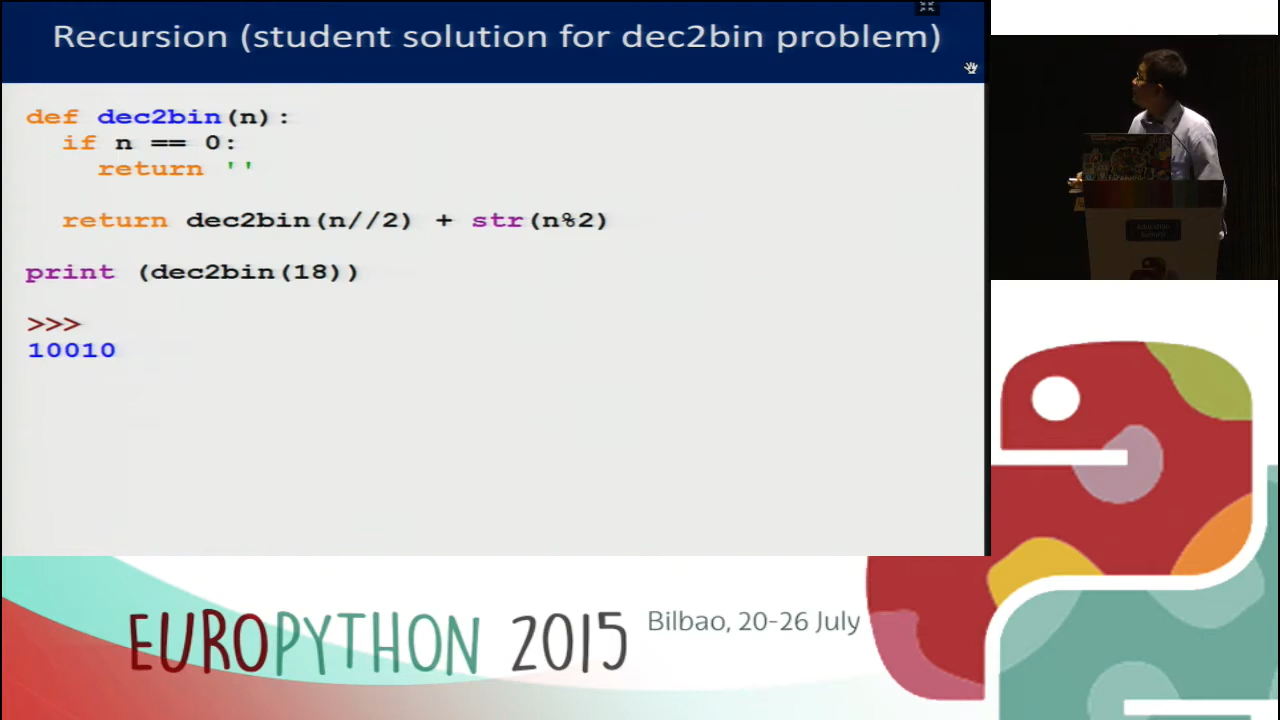 Recursion (student solution for dec2bin problem)
def dec2bin(n):
if n == 0:
return ''
return dec2bin(n//2) + str(n%2)
print (dec2bin(18))
>>>
10010
EUROPYTHON 2015
Bilbao, 20-26 July